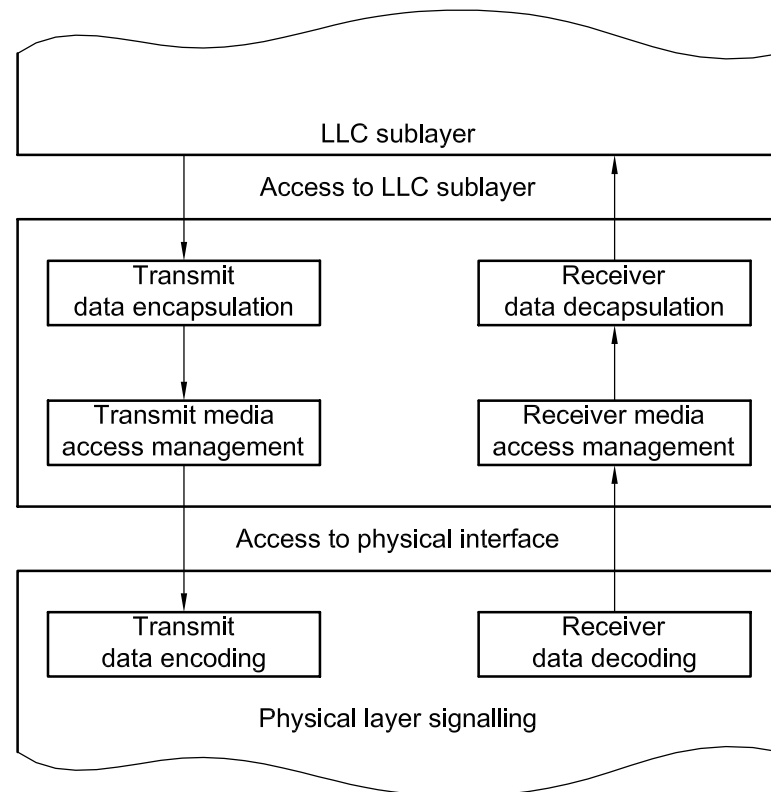 LLC sublayer
Access to LLC sublayer
Transmit
data encapsulation
Receiver
data decapsulation
Transmit media
access management
Receiver media
access management
Access to physical interface
Transmit
data encoding
Receiver
data decoding
Physical layer signalling